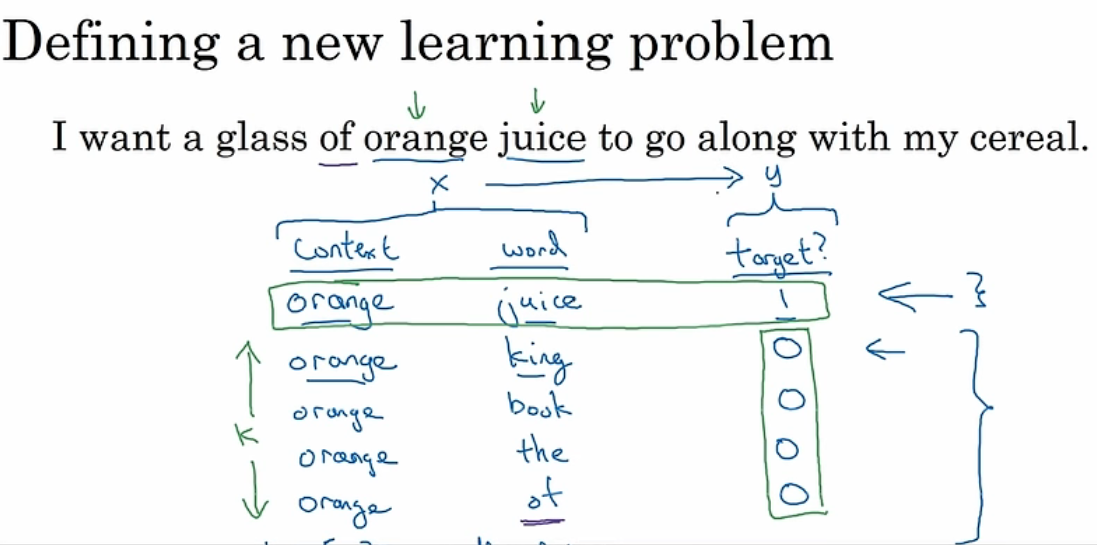 Defining a new learning problem
I want a glass of orange juice to go along with my cereal.
x y
context word target?
orange juice 1
orange king 0
orange book 0
k
orange the 0
orange of 0